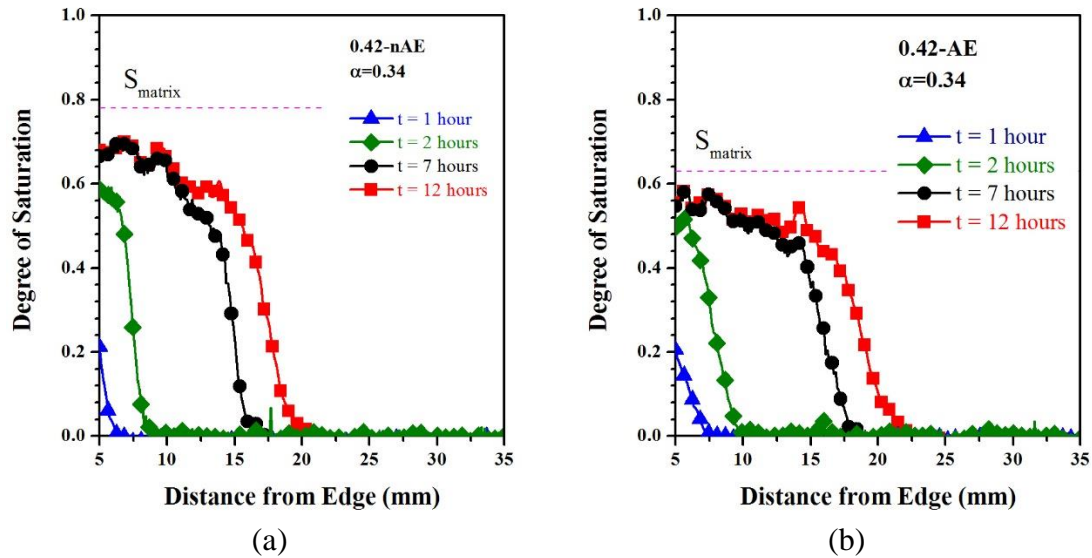 0.42-nAE
α=0.34
S_matrix
t = 1 hour
t = 2 hours
t = 7 hours
t = 12 hours
1.0
0.8
0.6
0.4
0.2
0.0
Degree of Saturation
5 10 15 20 25 30 35
Distance from Edge (mm)
(a)
0.42-AE
α=0.34
S_matrix
t = 1 hour
t = 2 hours
t = 7 hours
t = 12 hours
1.0
0.8
0.6
0.4
0.2
0.0
Degree of Saturation
5 10 15 20 25 30 35
Distance from Edge (mm)
(b)